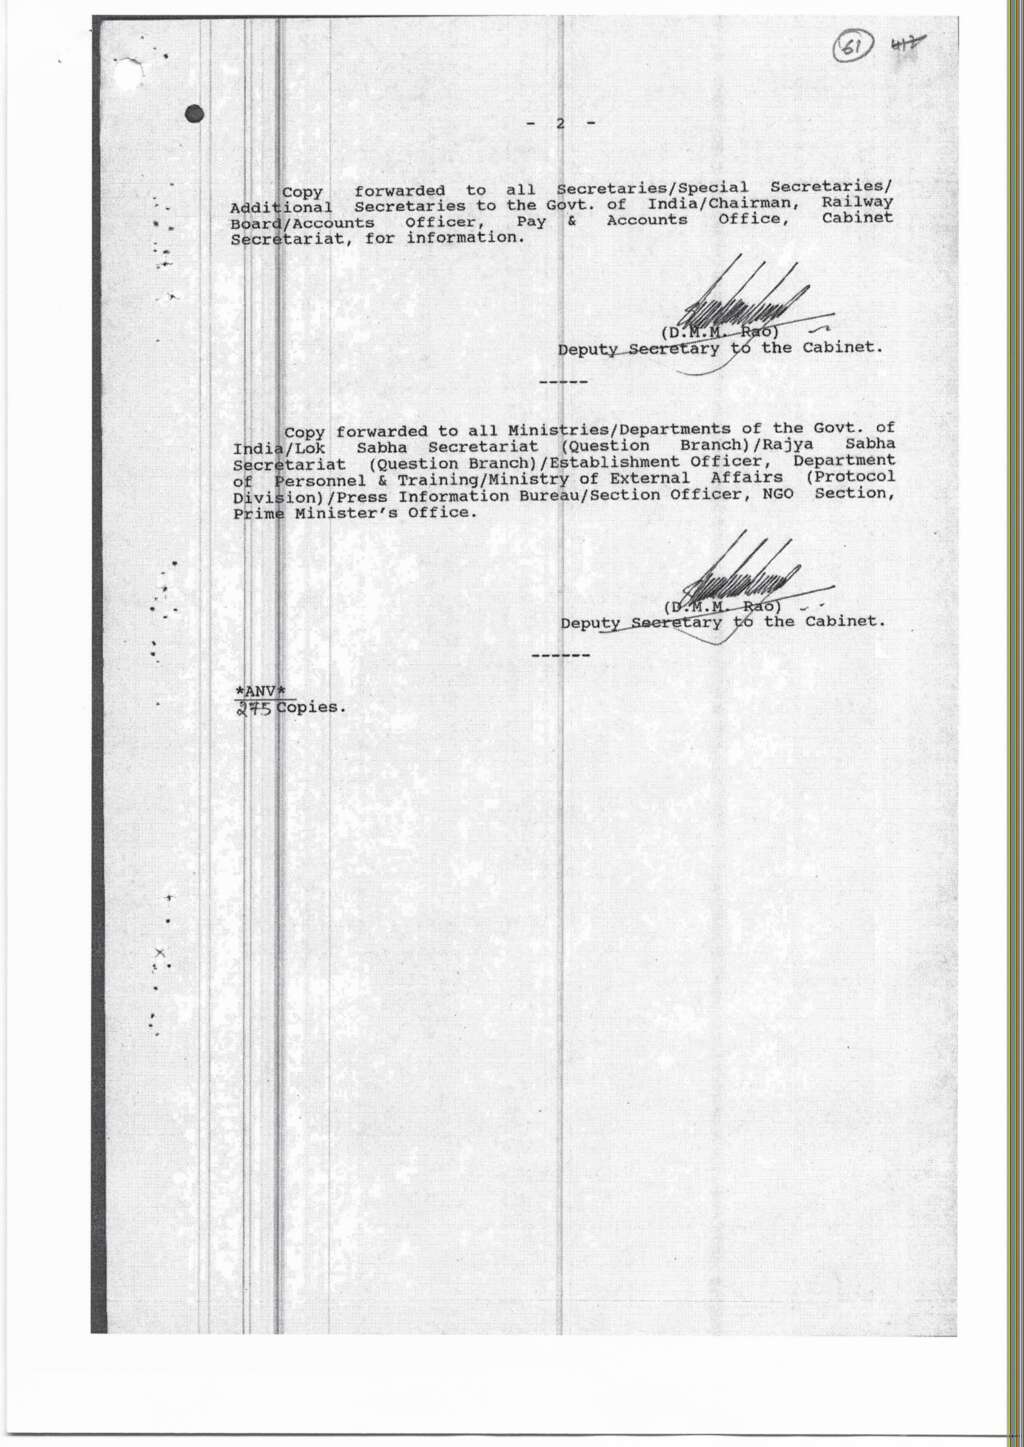 61 417
- 2 -
Copy forwarded to all Secretaries/Special Secretaries/
Additional Secretaries to the Govt. of India/Chairman, Railway
Board/Accounts Officer, Pay & Accounts Office, Cabinet
Secretariat, for information.
(D.M.M. Rao)
Deputy Secretary to the Cabinet.
-----
Copy forwarded to all Ministries/Departments of the Govt. of
India/Lok Sabha Secretariat (Question Branch)/Rajya Sabha
Secretariat (Question Branch)/Establishment Officer, Department
of Personnel & Training/Ministry of External Affairs (Protocol
Division)/Press Information Bureau/Section Officer, NGO Section,
Prime Minister's Office.
(D.M.M. Rao)
Deputy Secretary to the Cabinet.
------
*ANV*
275 Copies.